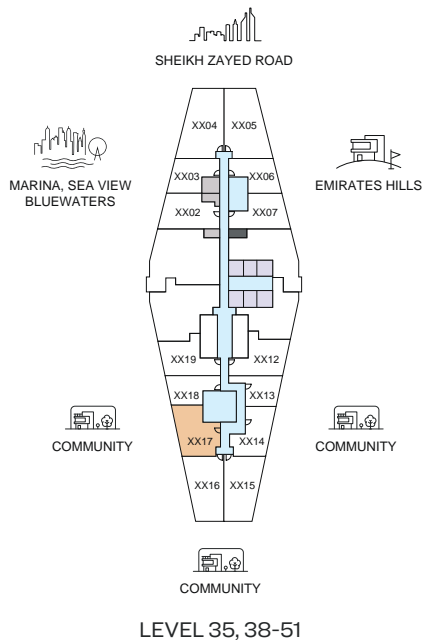 SHEIKH ZAYED ROAD
XX04 XX05
MARINA, SEA VIEW
BLUEWATERS
EMIRATES HILLS
XX03 XX06
XX02 XX07
XX19 XX12
XX18 XX13
COMMUNITY
COMMUNITY
XX17 XX14
XX16 XX15
COMMUNITY
LEVEL 35, 38-51